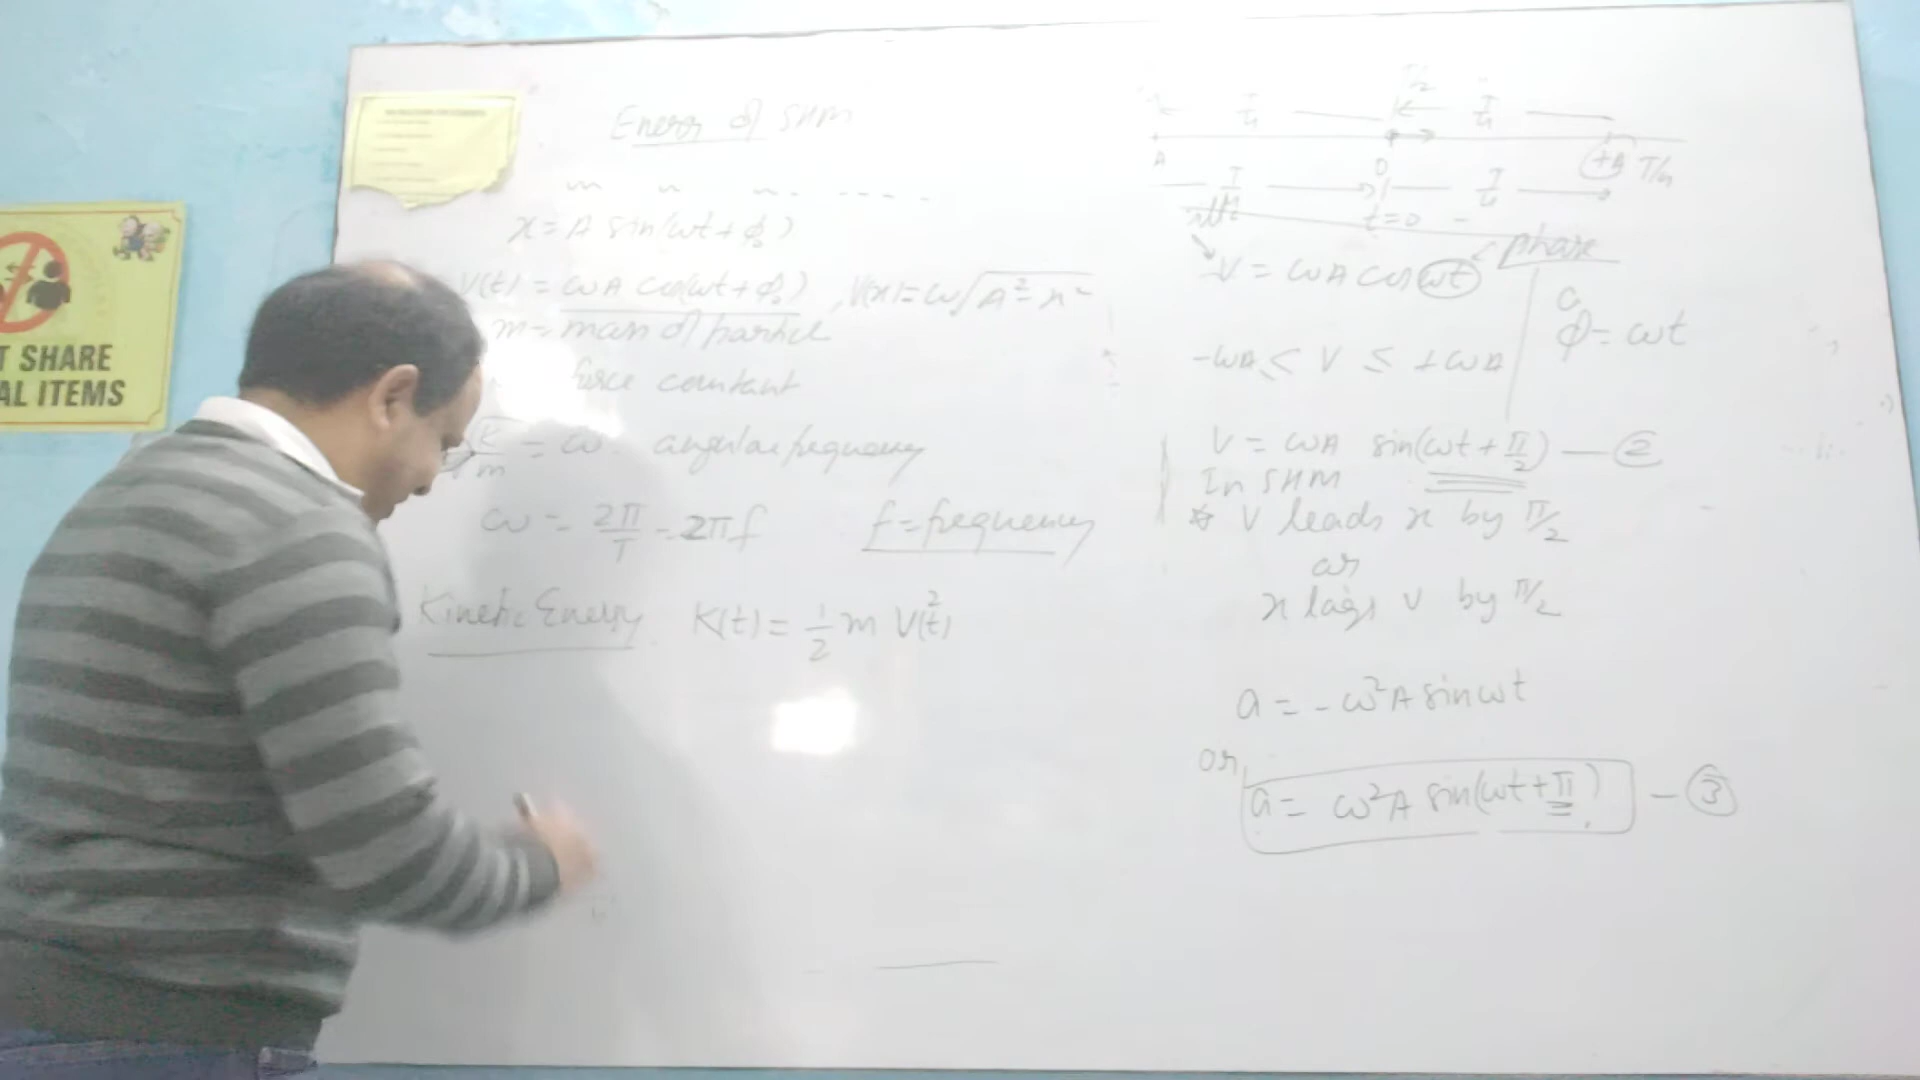 T SHARE
AL ITEMS
Energy of SHM
x = A sin(ωt + ϕ₀)
V(t) = ωA cos(ωt + ϕ₀) , V(x) = ω√(A² - x²)
m = mass of particle
force constant
√(K/m) = ω angular frequency
ω = 2π/T = 2πf f = frequency
Kinetic Energy K(t) = 1/2 m V²(t)
T/4 T/2 T/4
A O +A T/4
T/4 T/4
t=0
phase
V = ωA cos ωt
ϕ = ωt
-ωA ≤ V ≤ +ωA
V = ωA sin(ωt + π/2) — ②
In SHM
V leads x by π/2
or
x lags V by π/2
a = -ω²A sinωt
or
a = ω²A sin(ωt + π) — ③